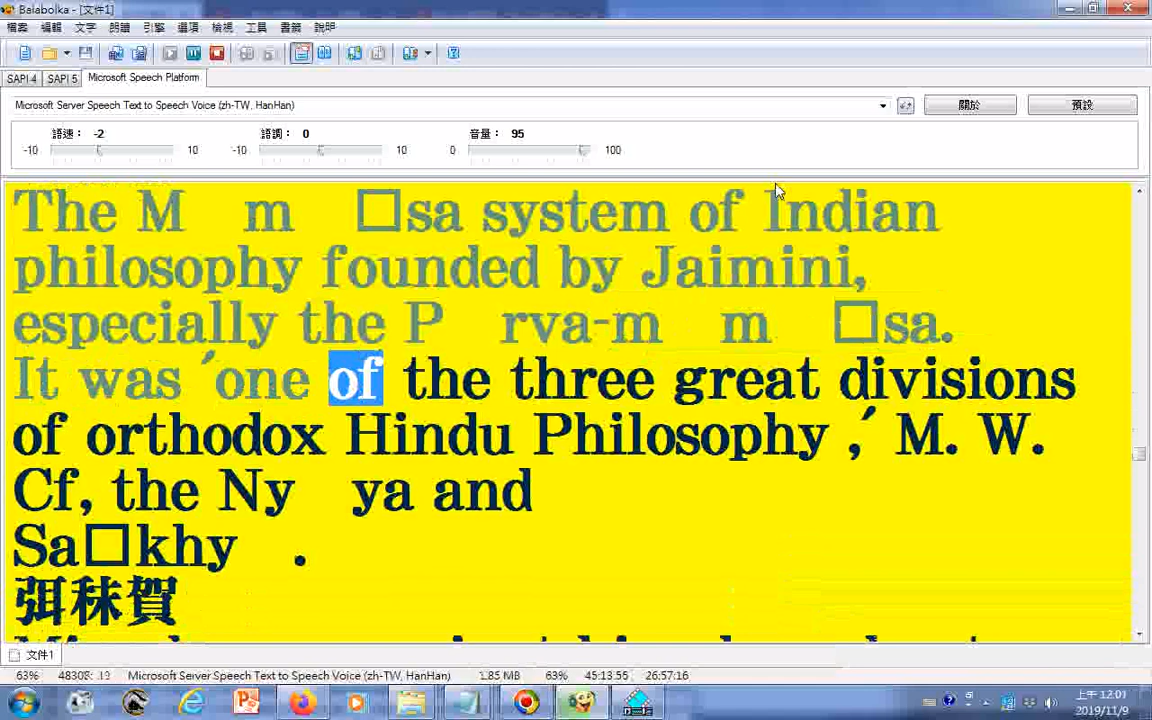 Balabolka - [文件1]
檔案 編輯 文字 朗讀 引擎 選項 檢視 工具 書籤 說明
SAPI 4 SAPI 5 Microsoft Speech Platform
Microsoft Server Speech Text to Speech Voice (zh-TW, HanHan) 關於 預設
語速： -2 語調： 0 音量： 95
-10 10 -10 10 0 100
The M m □sa system of Indian
philosophy founded by Jaimini,
especially the P rva-m m □sa.
It was ˊone of the three great divisions
of orthodox Hindu Philosophy ,ˊ M. W.
Cf, the Ny ya and
Sa□khy .
弭秣賀
文件1
63% Microsoft Server Speech Text to Speech Voice (zh-TW, HanHan) 1.85 MB 63% 45:13:55 26:57:16
上午 12:01
2019/11/9